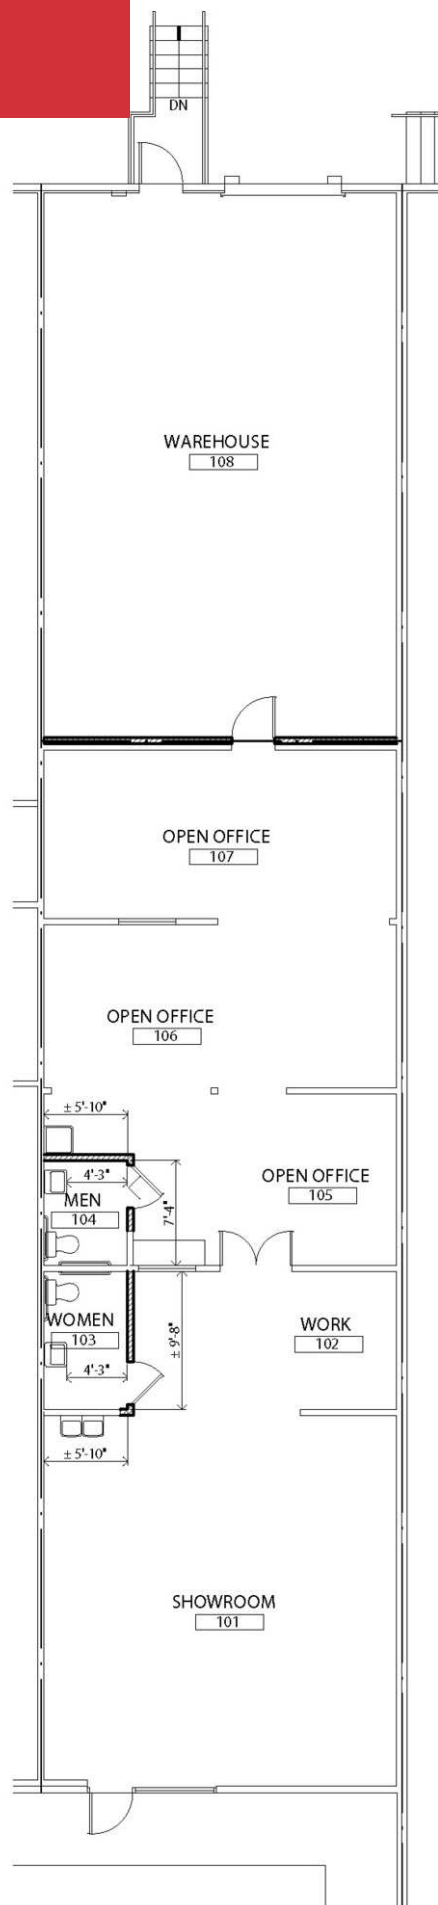 DN
WAREHOUSE
108
OPEN OFFICE
107
OPEN OFFICE
106
± 5'-10"
4'-3"
MEN
104
7'-4"
OPEN OFFICE
105
WOMEN
103
4'-3"
± 9'-8"
WORK
102
± 5'-10"
SHOWROOM
101